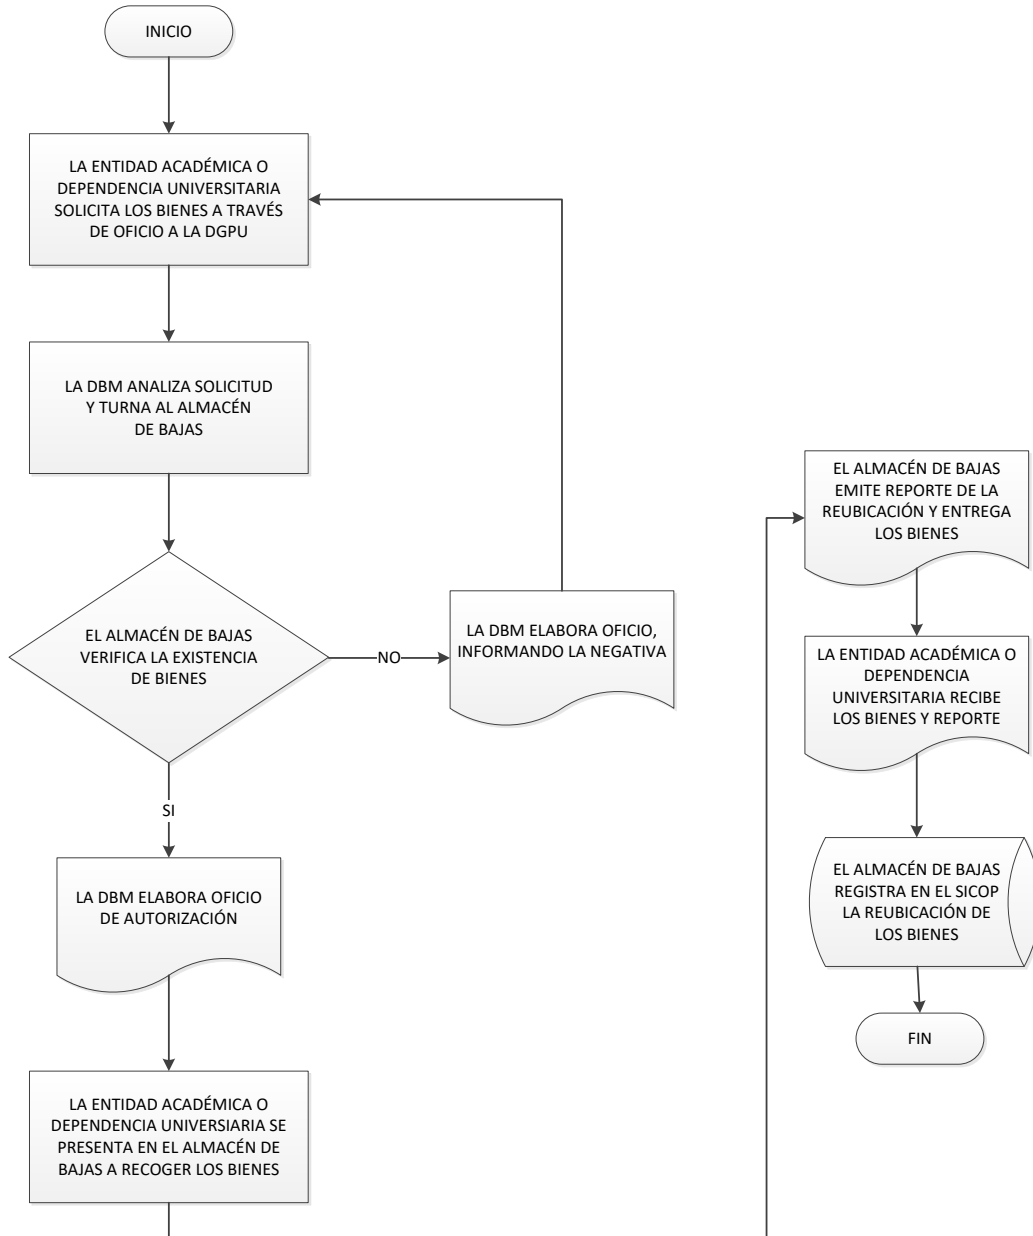 INICIO
LA ENTIDAD ACADÉMICA O
DEPENDENCIA UNIVERSITARIA
SOLICITA LOS BIENES A TRAVÉS
DE OFICIO A LA DGPU
LA DBM ANALIZA SOLICITUD
Y TURNA AL ALMACÉN
DE BAJAS
EL ALMACÉN DE BAJAS
VERIFICA LA EXISTENCIA
DE BIENES
NO
LA DBM ELABORA OFICIO,
INFORMANDO LA NEGATIVA
SI
LA DBM ELABORA OFICIO
DE AUTORIZACIÓN
LA ENTIDAD ACADÉMICA O
DEPENDENCIA UNIVERSIARIA SE
PRESENTA EN EL ALMACÉN DE
BAJAS A RECOGER LOS BIENES
EL ALMACÉN DE BAJAS
EMITE REPORTE DE LA
REUBICACIÓN Y ENTREGA
LOS BIENES
LA ENTIDAD ACADÉMICA O
DEPENDENCIA
UNIVERSITARIA RECIBE
LOS BIENES Y REPORTE
EL ALMACÉN DE BAJAS
REGISTRA EN EL SICOP
LA REUBICACIÓN DE
LOS BIENES
FIN